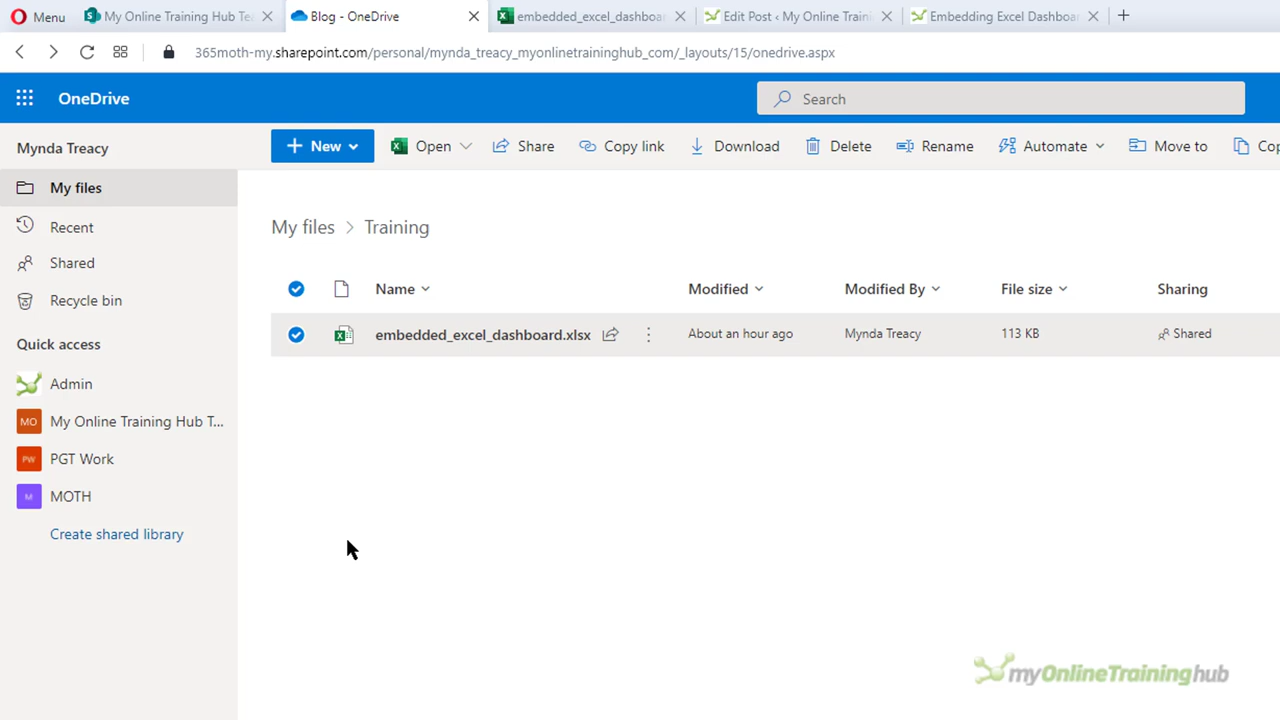 Menu
My Online Training Hub Tea
Blog - OneDrive
embedded_excel_dashboar
Edit Post ‹ My Online Traini
Embedding Excel Dashboa
365moth-my.sharepoint.com/personal/mynda_treacy_myonlinetraininghub_com/_layouts/15/onedrive.aspx
OneDrive
Search
Mynda Treacy
New
Open
Share
Copy link
Download
Delete
Rename
Automate
Move to
Cop
My files
Recent
Shared
Recycle bin
Quick access
Admin
MO My Online Training Hub T...
PW PGT Work
M MOTH
Create shared library
My files > Training
Name Modified Modified By File size Sharing
embedded_excel_dashboard.xlsx About an hour ago Mynda Treacy 113 KB Shared
myOnlineTraininghub